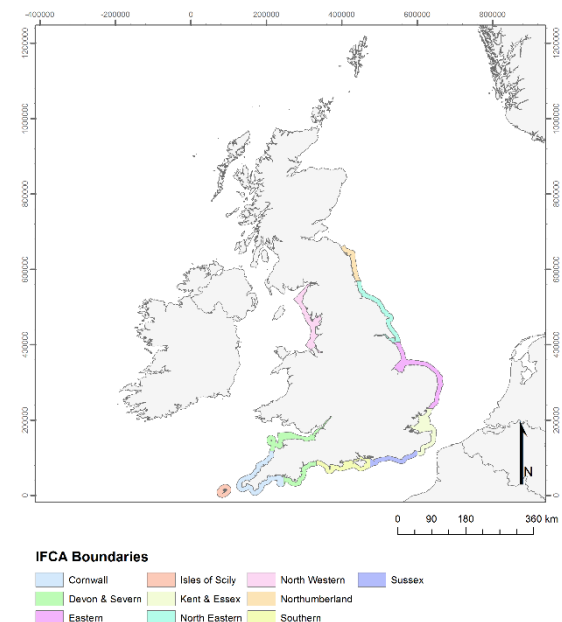 -400000 -200000 0 200000 400000 600000 800000
1200000 1200000
1000000 1000000
800000 800000
600000 600000
400000 400000
200000 200000
0 0
N
0 90 180 360 km
IFCA Boundaries
Cornwall Isles of Scily North Western Sussex
Devon & Severn Kent & Essex Northumberland
Eastern North Eastern Southern